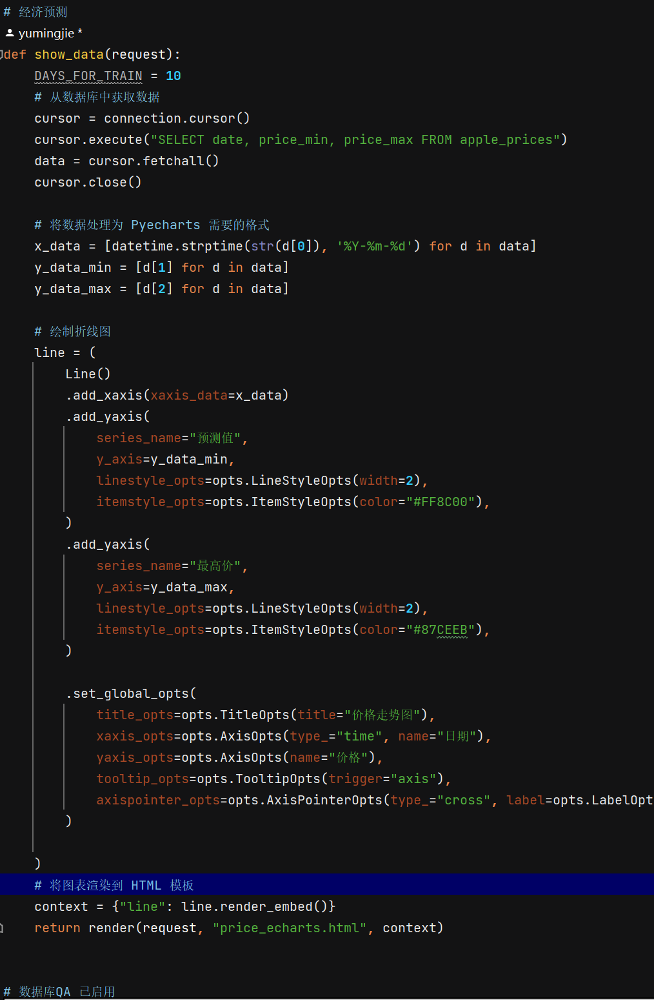 # 经济预测
yumingjie *
def show_data(request):
    DAYS_FOR_TRAIN = 10
    # 从数据库中获取数据
    cursor = connection.cursor()
    cursor.execute("SELECT date, price_min, price_max FROM apple_prices")
    data = cursor.fetchall()
    cursor.close()
    # 将数据处理为 Pyecharts 需要的格式
    x_data = [datetime.strptime(str(d[0]), '%Y-%m-%d') for d in data]
    y_data_min = [d[1] for d in data]
    y_data_max = [d[2] for d in data]
    # 绘制折线图
    line = (
        Line()
        .add_xaxis(xaxis_data=x_data)
        .add_yaxis(
            series_name="预测值",
            y_axis=y_data_min,
            linestyle_opts=opts.LineStyleOpts(width=2),
            itemstyle_opts=opts.ItemStyleOpts(color="#FF8C00"),
        )
        .add_yaxis(
            series_name="最高价",
            y_axis=y_data_max,
            linestyle_opts=opts.LineStyleOpts(width=2),
            itemstyle_opts=opts.ItemStyleOpts(color="#87CEEB"),
        )
        .set_global_opts(
            title_opts=opts.TitleOpts(title="价格走势图"),
            xaxis_opts=opts.AxisOpts(type_="time", name="日期"),
            yaxis_opts=opts.AxisOpts(name="价格"),
            tooltip_opts=opts.TooltipOpts(trigger="axis"),
            axispointer_opts=opts.AxisPointerOpts(type_="cross", label=opts.LabelOpt
        )
    )
    # 将图表渲染到 HTML 模板
    context = {"line": line.render_embed()}
    return render(request, "price_echarts.html", context)
# 数据库QA 已启用